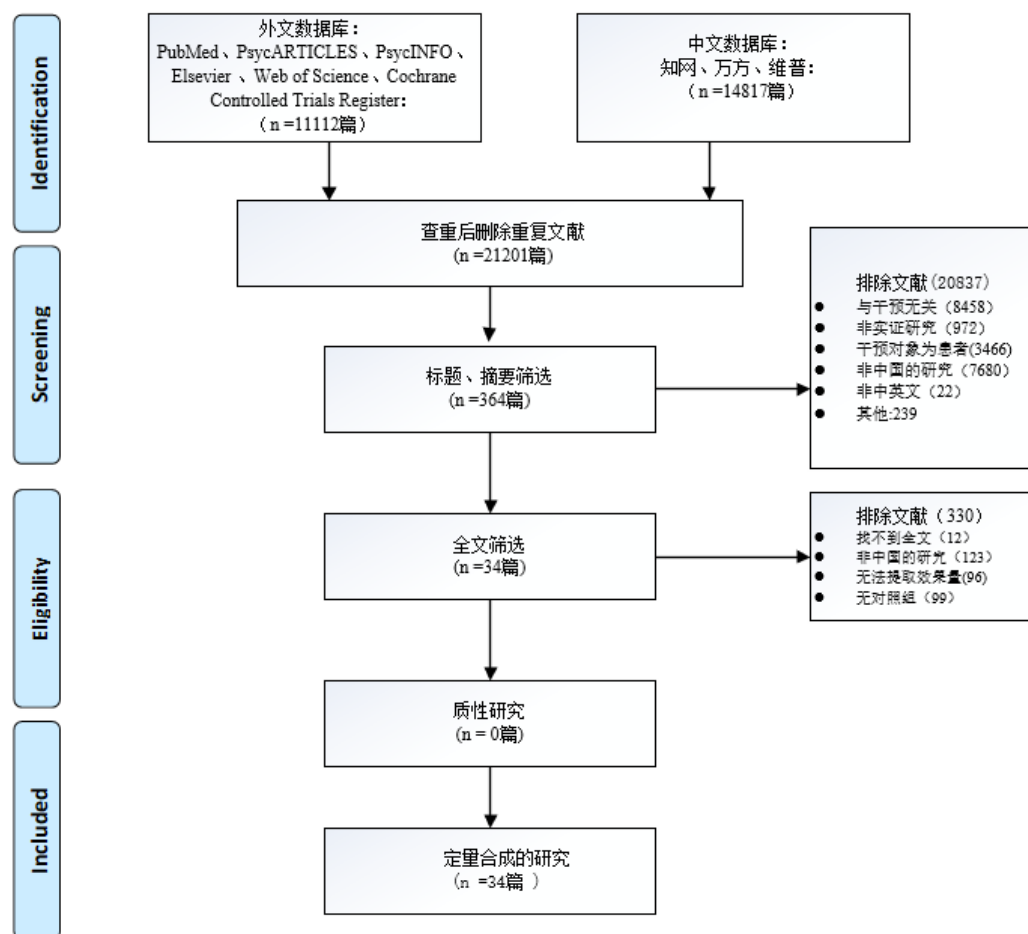 Identification
外文数据库：
PubMed、PsycARTICLES、PsycINFO、
Elsevier 、Web of Science、Cochrane
Controlled Trials Register：
（ n =11112篇）
中文数据库：
知网、万方、维普：
（ n =14817篇）
查重后删除重复文献
(n =21201篇)
Screening
标题、摘要筛选
(n =364篇)
排除文献(20837)
● 与干预无关（8458）
● 非实证研究（972）
● 干预对象为患者(3466)
● 非中国的研究（7680）
● 非中英文（22）
● 其他:239
Eligibility
全文筛选
(n =34篇)
排除文献（330）
● 找不到全文（12）
● 非中国的研究（123）
● 无法提取效果量(96)
● 无对照组（99）
质性研究
(n = 0篇)
Included
定量合成的研究
（n =34篇 ）